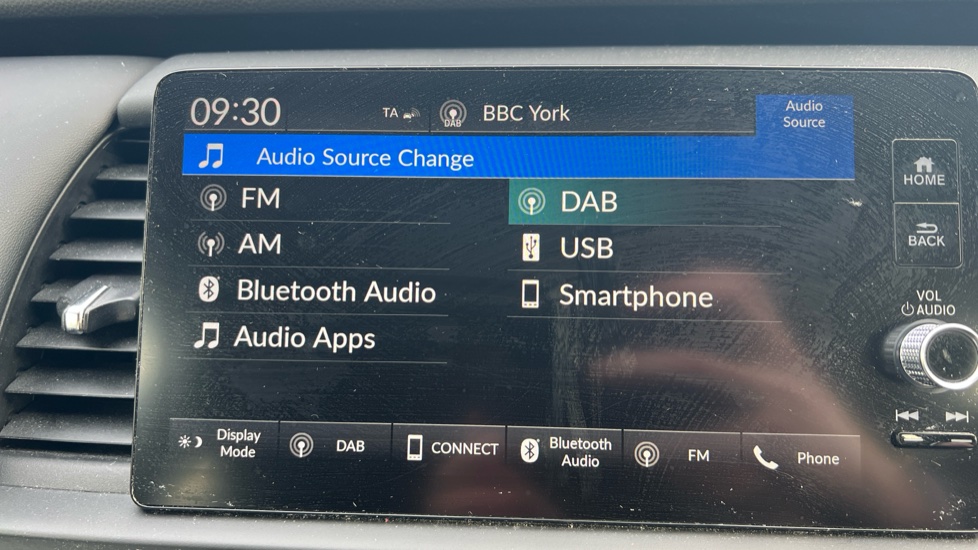 09:30
TA
DAB
BBC York
Audio
Source
Audio Source Change
FM
DAB
AM
USB
Bluetooth Audio
Smartphone
Audio Apps
Display
Mode
DAB
CONNECT
Bluetooth
Audio
FM
Phone
HOME
BACK
VOL
AUDIO